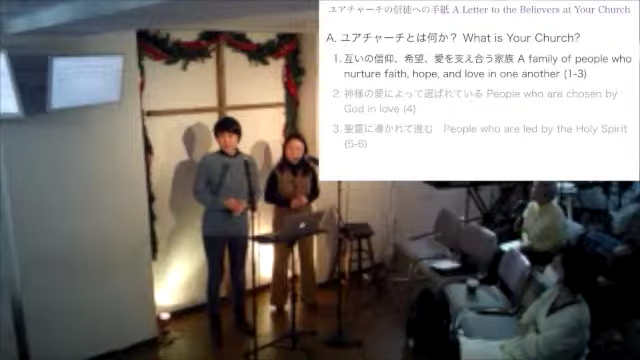 ユアチャーチの信徒への手紙 A Letter to the Believers at Your Church
A. ユアチャーチとは何か？ What is Your Church?
1. 互いの信仰、希望、愛を支え合う家族 A family of people who
nurture faith, hope, and love in one another (1-3)
2. 神様の愛によって選ばれている People who are chosen by
God in love (4)
3. 聖霊に導かれて進む People who are led by the Holy Spirit
(5-6)